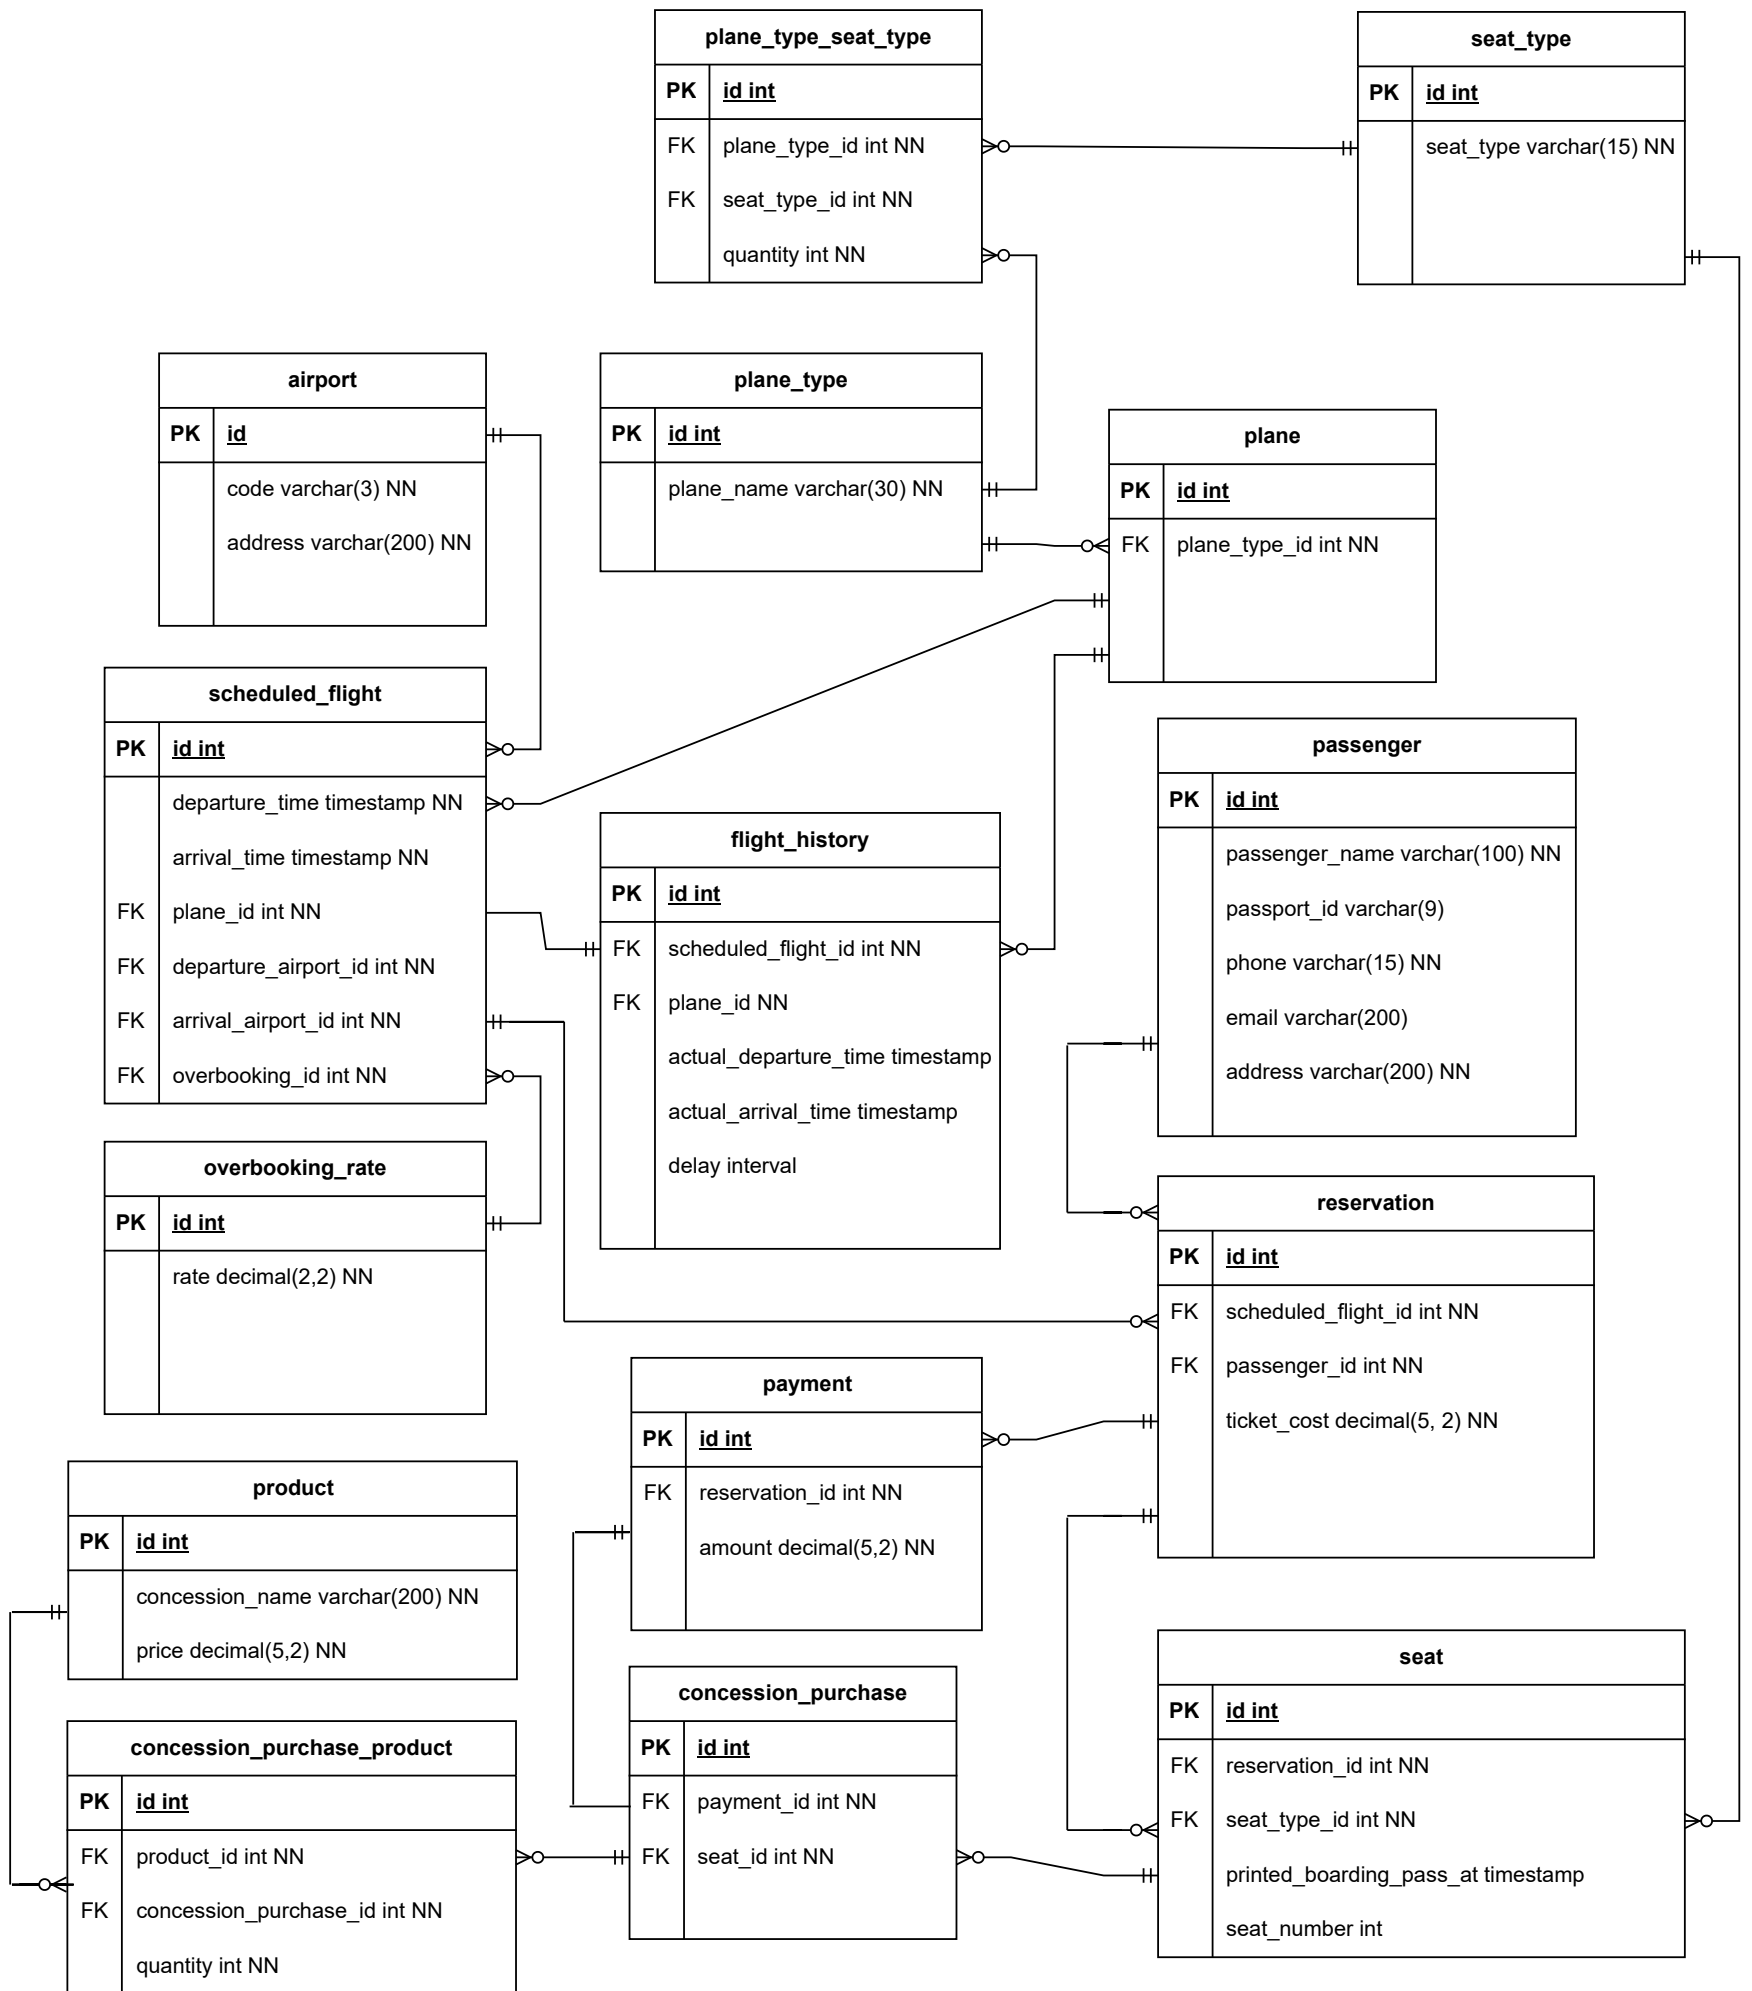 plane_type_seat_type
PK id int
FK plane_type_id int NN
FK seat_type_id int NN
quantity int NN
seat_type
PK id int
seat_type varchar(15) NN
airport
PK id
code varchar(3) NN
address varchar(200) NN
plane_type
PK id int
plane_name varchar(30) NN
plane
PK id int
FK plane_type_id int NN
scheduled_flight
PK id int
departure_time timestamp NN
arrival_time timestamp NN
FK plane_id int NN
FK departure_airport_id int NN
FK arrival_airport_id int NN
FK overbooking_id int NN
flight_history
PK id int
FK scheduled_flight_id int NN
FK plane_id NN
actual_departure_time timestamp
actual_arrival_time timestamp
delay interval
passenger
PK id int
passenger_name varchar(100) NN
passport_id varchar(9)
phone varchar(15) NN
email varchar(200)
address varchar(200) NN
overbooking_rate
PK id int
rate decimal(2,2) NN
reservation
PK id int
FK scheduled_flight_id int NN
FK passenger_id int NN
ticket_cost decimal(5, 2) NN
payment
PK id int
FK reservation_id int NN
amount decimal(5,2) NN
product
PK id int
concession_name varchar(200) NN
price decimal(5,2) NN
concession_purchase
PK id int
FK payment_id int NN
FK seat_id int NN
seat
PK id int
FK reservation_id int NN
FK seat_type_id int NN
printed_boarding_pass_at timestamp
seat_number int
concession_purchase_product
PK id int
FK product_id int NN
FK concession_purchase_id int NN
quantity int NN